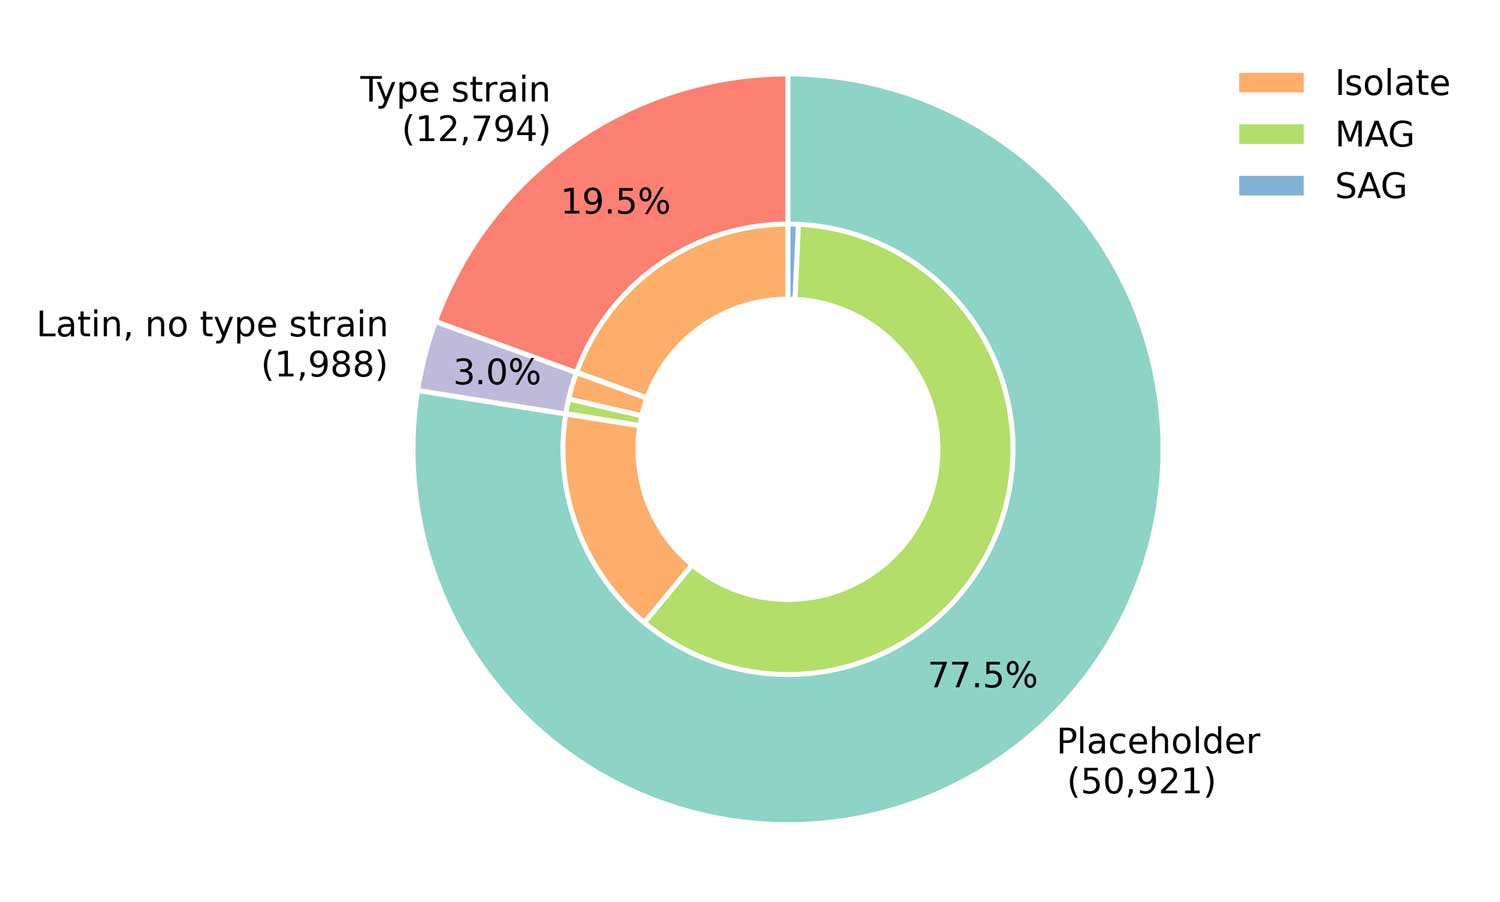 Type strain
(12,794)
19.5%
Latin, no type strain
(1,988)
3.0%
77.5%
Placeholder
(50,921)
Isolate
MAG
SAG